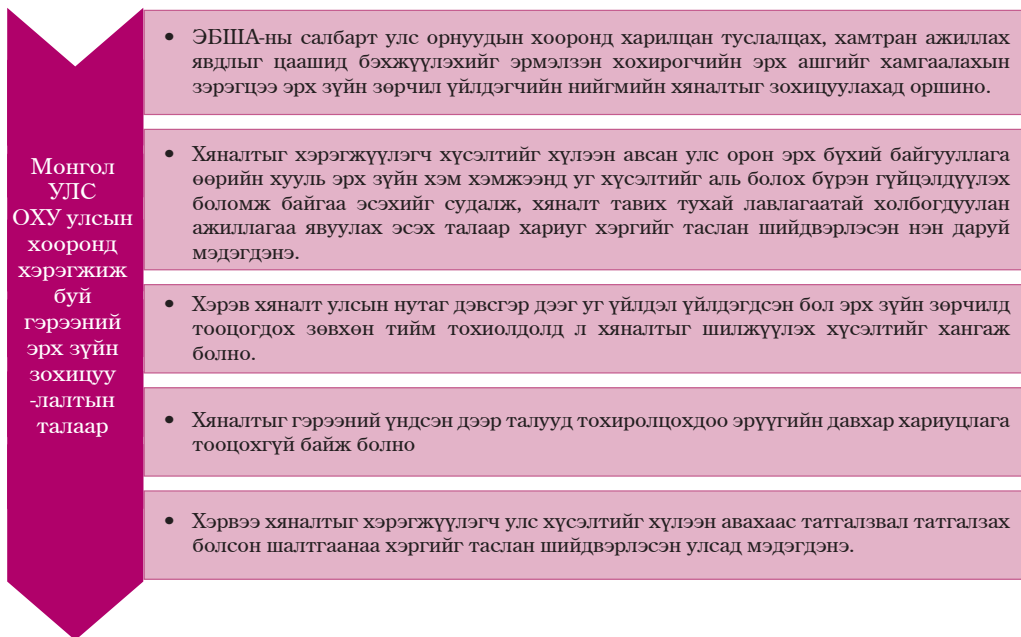 Монгол
УЛС
ОХУ улсын
хооронд
хэрэгжиж
буй
гэрээний
эрх зүйн
зохицуу
-лалтын
талаар
• ЭБША-ны салбарт улс орнуудын хооронд харилцан туслалцах, хамтран ажиллах
явдлыг цаашид бэхжүүлэхийг эрмэлзэн хохирогчийн эрх ашгийг хамгаалахын
зэрэгцээ эрх зүйн зөрчил үйлдэгчийн нийгмийн хяналтыг зохицуулахад оршино.
• Хяналтыг хэрэгжүүлэгч хүсэлтийг хүлээн авсан улс орон эрх бүхий байгууллага
өөрийн хууль эрх зүйн хэм хэмжээнд уг хүсэлтийг аль болох бүрэн гүйцэлдүүлэх
боломж байгаа эсэхийг судалж, хяналт тавих тухай лавлагаатай холбогдуулан
ажиллагаа явуулах эсэх талаар хариуг хэргийг таслан шийдвэрлэсэн нэн даруй
мэдэгдэнэ.
• Хэрэв хяналт улсын нутаг дэвсгэр дээг уг үйлдэл үйлдэгдсэн бол эрх зүйн зөрчилд
тооцогдох зөвхөн тийм тохиолдолд л хяналтыг шилжүүлэх хүсэлтийг хангаж
болно.
• Хяналтыг гэрээний үндсэн дээр талууд тохиролцохдоо эрүүгийн давхар хариуцлага
тооцохгүй байж болно
• Хэрвээ хяналтыг хэрэгжүүлэгч улс хүсэлтийг хүлээн авахаас татгалзвал татгалзах
болсон шалтгаанаа хэргийг таслан шийдвэрлэсэн улсад мэдэгдэнэ.